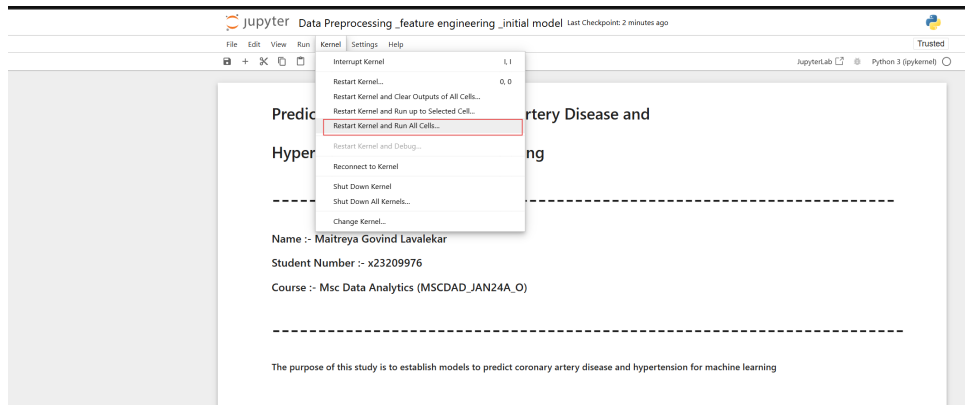 jupyter Data Preprocessing _feature engineering _initial model Last Checkpoint: 2 minutes ago
File Edit View Run Kernel Settings Help Trusted
JupyterLab Python 3 (ipykernel)
Interrupt Kernel I, I
Restart Kernel... 0, 0
Restart Kernel and Clear Outputs of All Cells...
Restart Kernel and Run up to Selected Cell...
Restart Kernel and Run All Cells...
Restart Kernel and Debug...
Reconnect to Kernel
Shut Down Kernel
Shut Down All Kernels...
Change Kernel...
Predic rtery Disease and
Hyper ng
Name :- Maitreya Govind Lavalekar
Student Number :- x23209976
Course :- Msc Data Analytics (MSCDAD_JAN24A_O)
The purpose of this study is to establish models to predict coronary artery disease and hypertension for machine learning